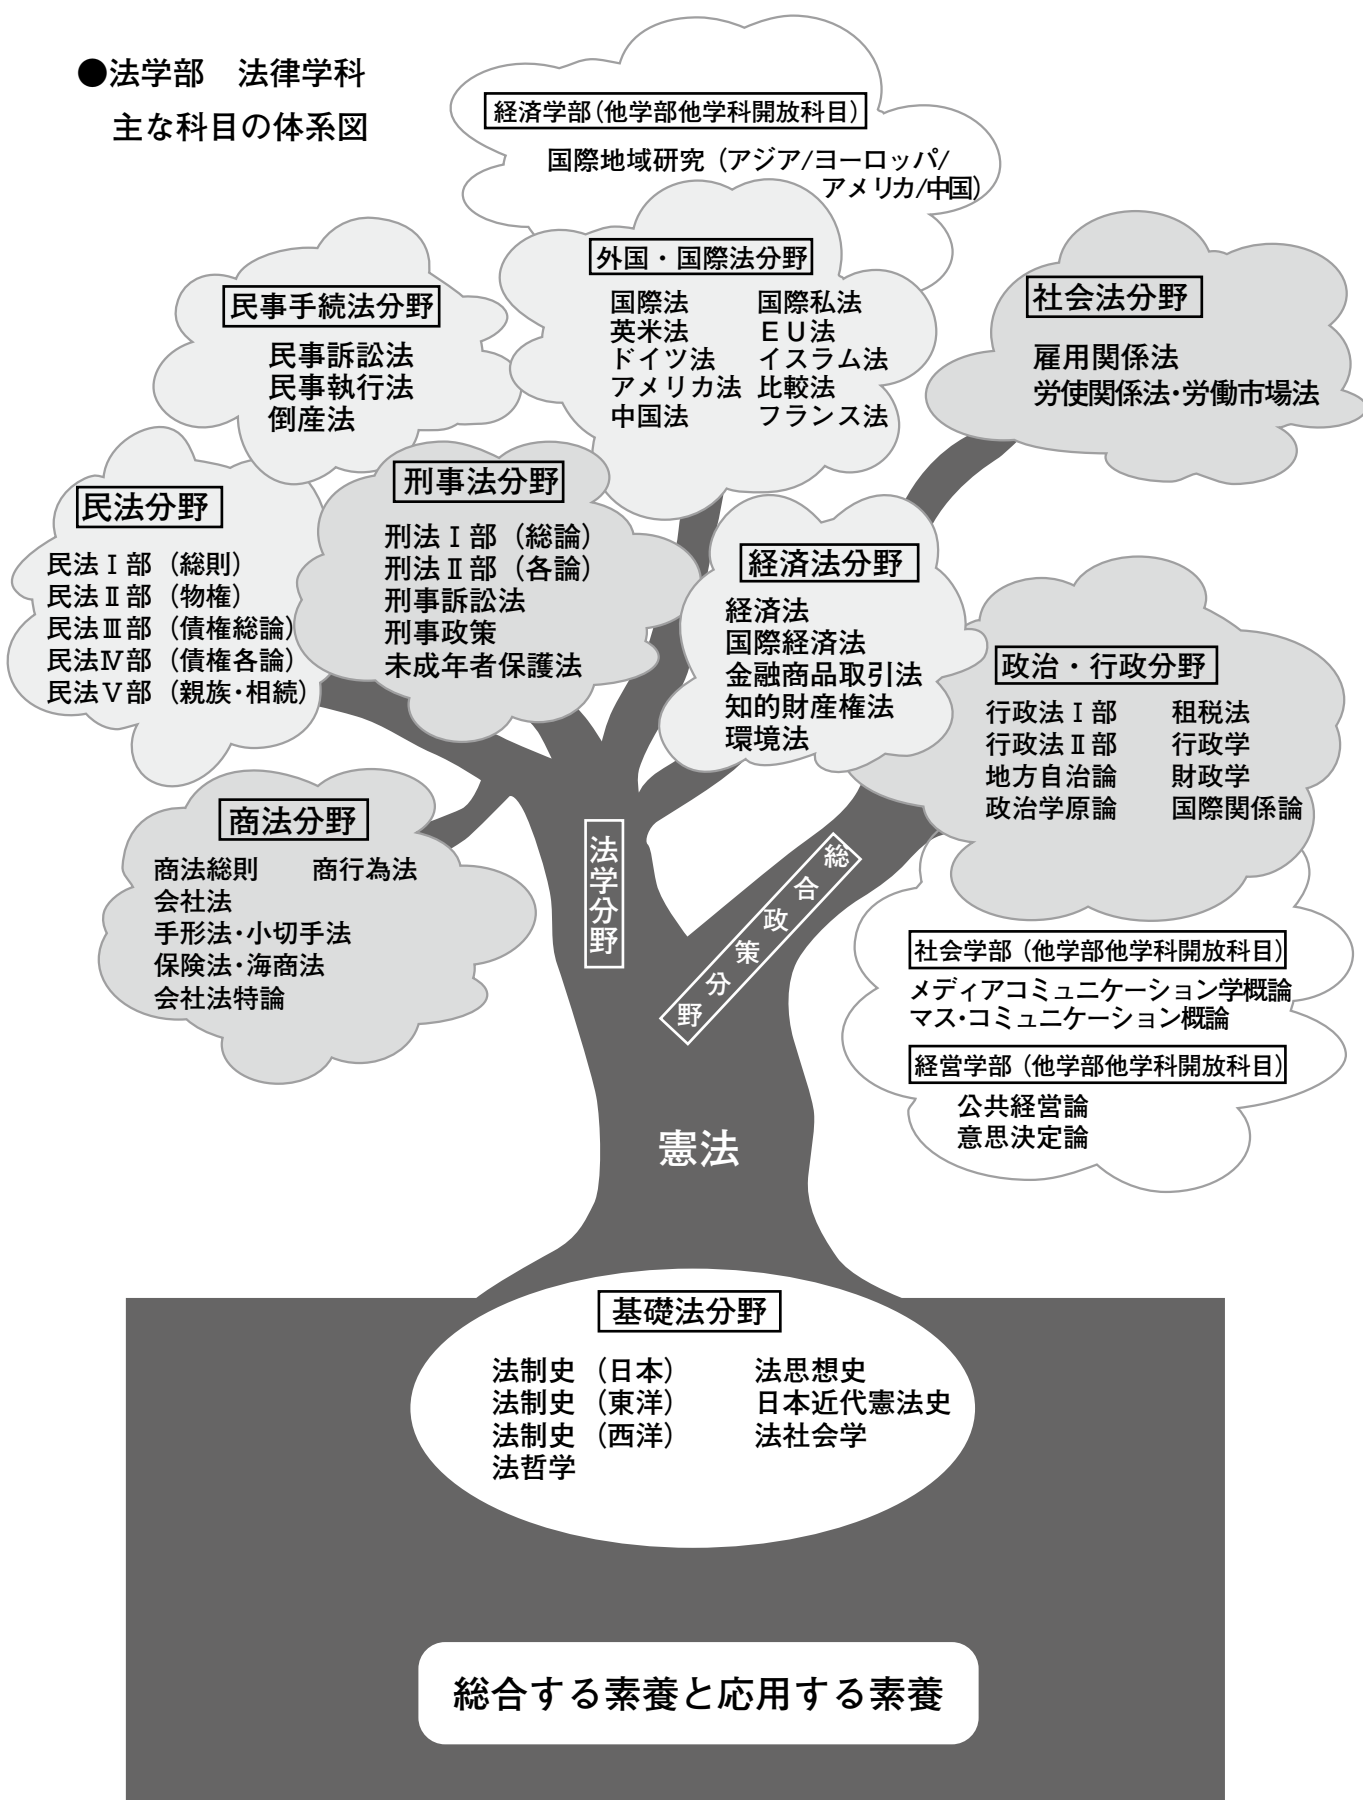 ●法学部　法律学科
主な科目の体系図
経済学部(他学部他学科開放科目)
国際地域研究（アジア/ヨーロッパ/
アメリカ/中国）
外国・国際法分野
国際法　国際私法
英米法　ＥＵ法
ドイツ法　イスラム法
アメリカ法　比較法
中国法　フランス法
民事手続法分野
民事訴訟法
民事執行法
倒産法
社会法分野
雇用関係法
労使関係法・労働市場法
民法分野
民法Ⅰ部（総則）
民法Ⅱ部（物権）
民法Ⅲ部（債権総論）
民法Ⅳ部（債権各論）
民法Ⅴ部（親族・相続）
刑事法分野
刑法Ⅰ部（総論）
刑法Ⅱ部（各論）
刑事訴訟法
刑事政策
未成年者保護法
経済法分野
経済法
国際経済法
金融商品取引法
知的財産権法
環境法
政治・行政分野
行政法Ⅰ部　租税法
行政法Ⅱ部　行政学
地方自治論　財政学
政治学原論　国際関係論
商法分野
商法総則　商行為法
会社法
手形法・小切手法
保険法・海商法
会社法特論
法学分野
総合政策分野
社会学部（他学部他学科開放科目）
メディアコミュニケーション学概論
マス・コミュニケーション概論
経営学部（他学部他学科開放科目）
公共経営論
意思決定論
憲法
基礎法分野
法制史（日本）　法思想史
法制史（東洋）　日本近代憲法史
法制史（西洋）　法社会学
法哲学
総合する素養と応用する素養